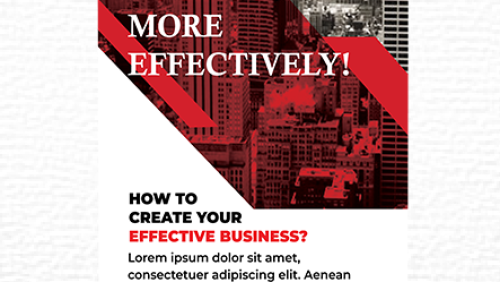 MORE
EFFECTIVELY!
HOW TO
CREATE YOUR
EFFECTIVE BUSINESS?
Lorem ipsum dolor sit amet,
consectetuer adipiscing elit. Aenean